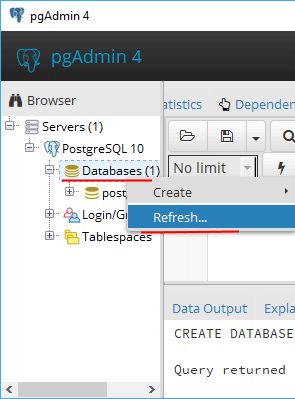 pgAdmin 4
pgAdmin 4
Browser
tistics
Dependen
Servers (1)
PostgreSQL 10
No limit
Databases (1)
post
Create
Login/Gr
Refresh...
Tablespaces
Data Output
Expla
CREATE DATABASE
Query returned